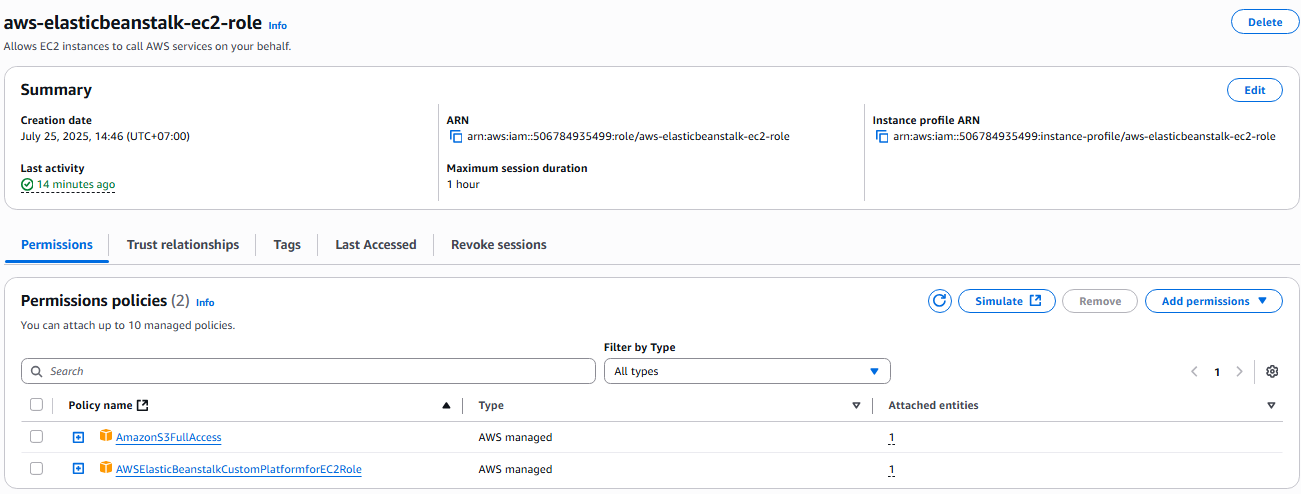 aws-elasticbeanstalk-ec2-role Info
Delete
Allows EC2 instances to call AWS services on your behalf.
Summary
Edit
Creation date
July 25, 2025, 14:46 (UTC+07:00)
ARN
arn:aws:iam::506784935499:role/aws-elasticbeanstalk-ec2-role
Instance profile ARN
arn:aws:iam::506784935499:instance-profile/aws-elasticbeanstalk-ec2-role
Last activity
14 minutes ago
Maximum session duration
1 hour
Permissions Trust relationships Tags Last Accessed Revoke sessions
Permissions policies (2) Info
Simulate Remove Add permissions
You can attach up to 10 managed policies.
Filter by Type
Search All types 1
Policy name Type Attached entities
AmazonS3FullAccess AWS managed 1
AWSElasticBeanstalkCustomPlatformforEC2Role AWS managed 1